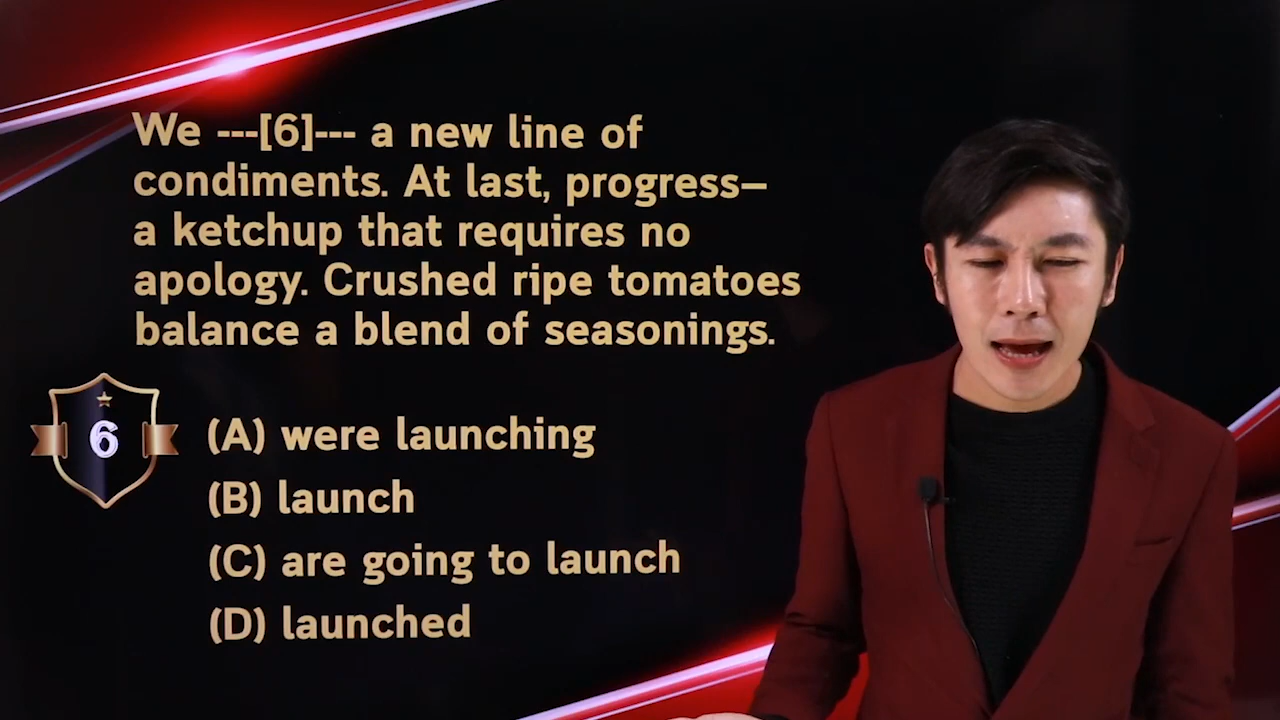 We ---[6]--- a new line of
condiments. At last, progress—
a ketchup that requires no
apology. Crushed ripe tomatoes
balance a blend of seasonings.
6
(A) were launching
(B) launch
(C) are going to launch
(D) launched